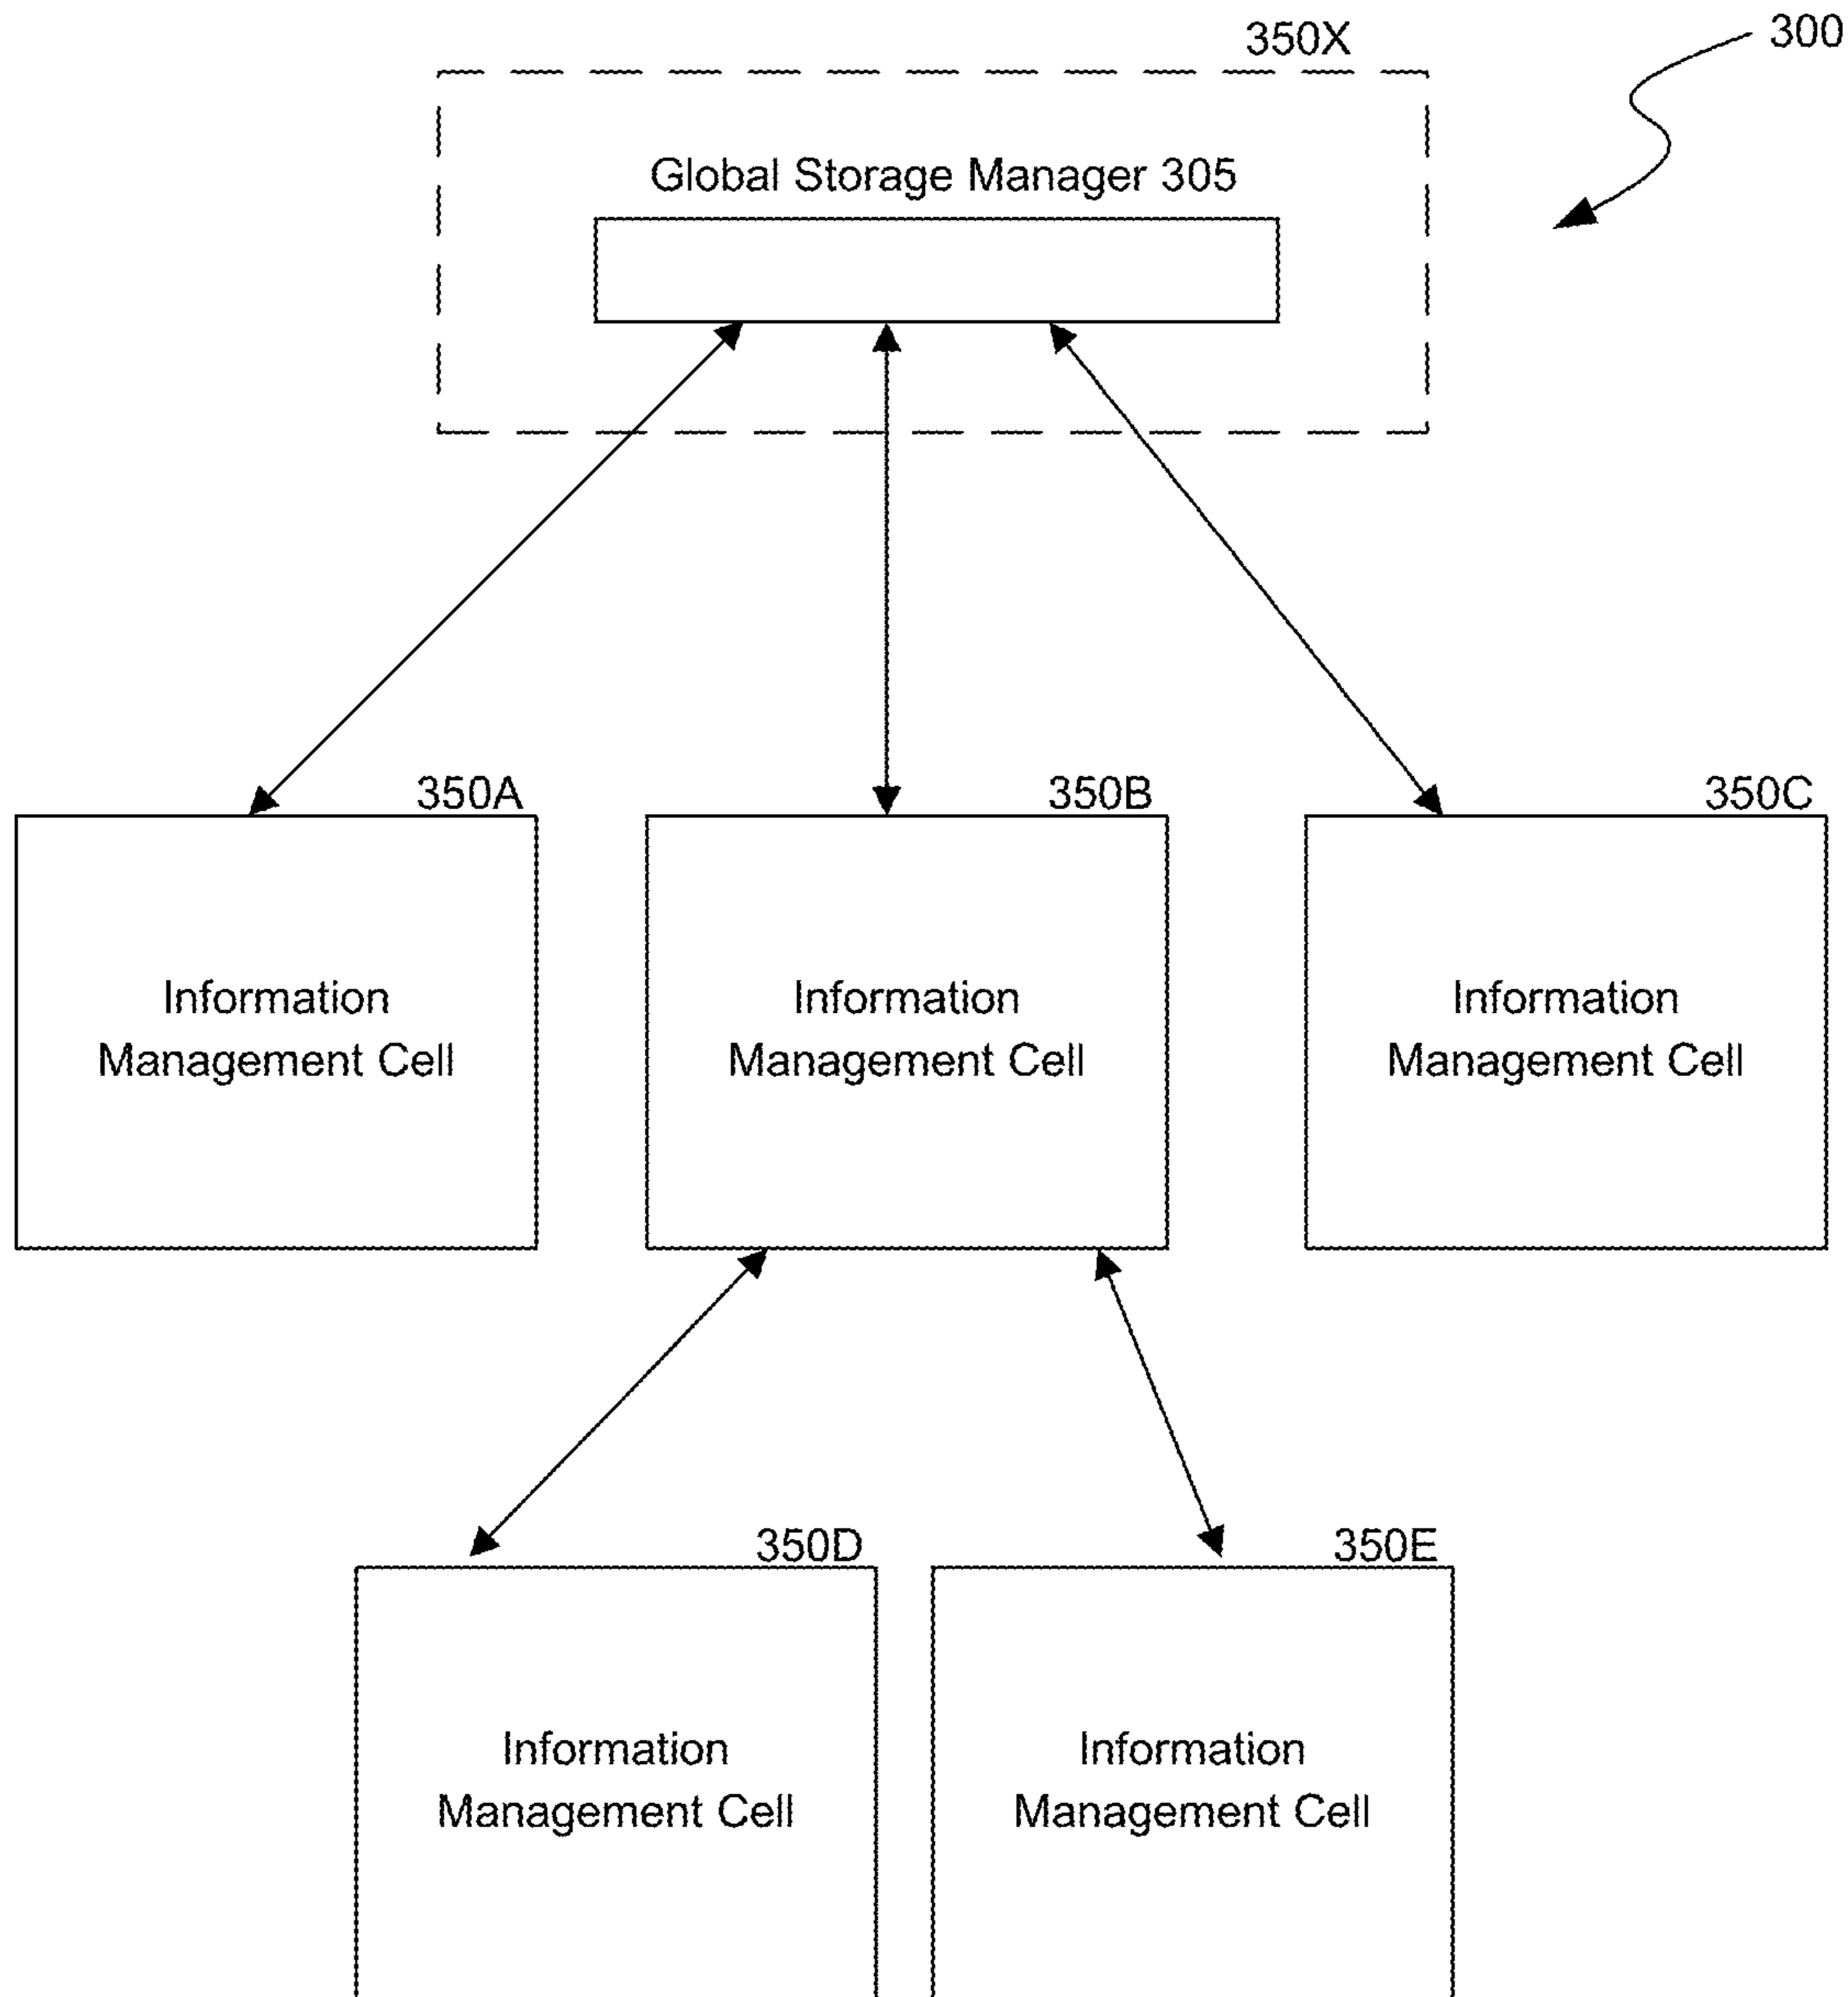 300
350X
Global Storage Manager 305
350A
350B
350C
Information
Management Cell
Information
Management Cell
Information
Management Cell
350D
350E
Information
Management Cell
Information
Management Cell